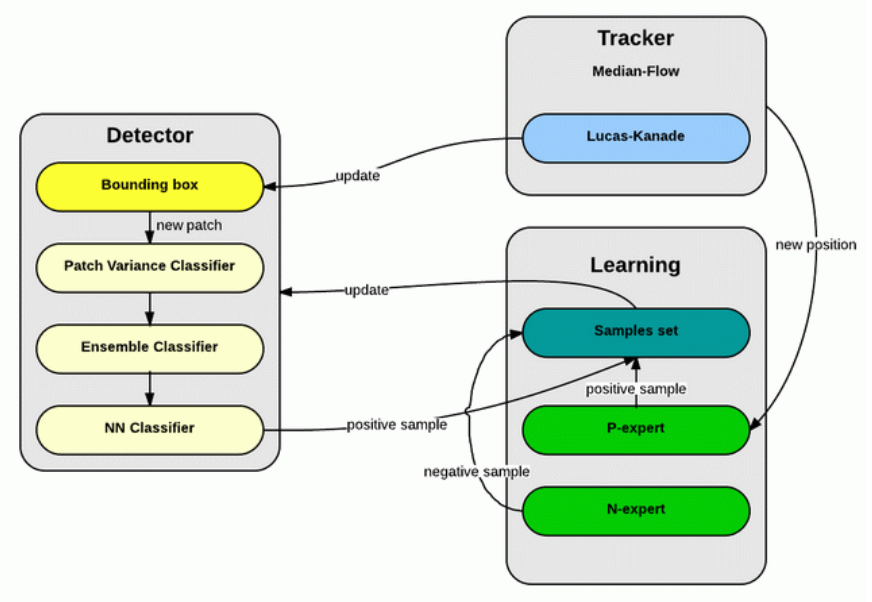 Tracker
Median-Flow
Lucas-Kanade
Detector
Bounding box
update
new patch
Patch Variance Classifier
Ensemble Classifier
NN Classifier
new position
Learning
update
Samples set
positive sample
positive sample
P-expert
negative sample
N-expert